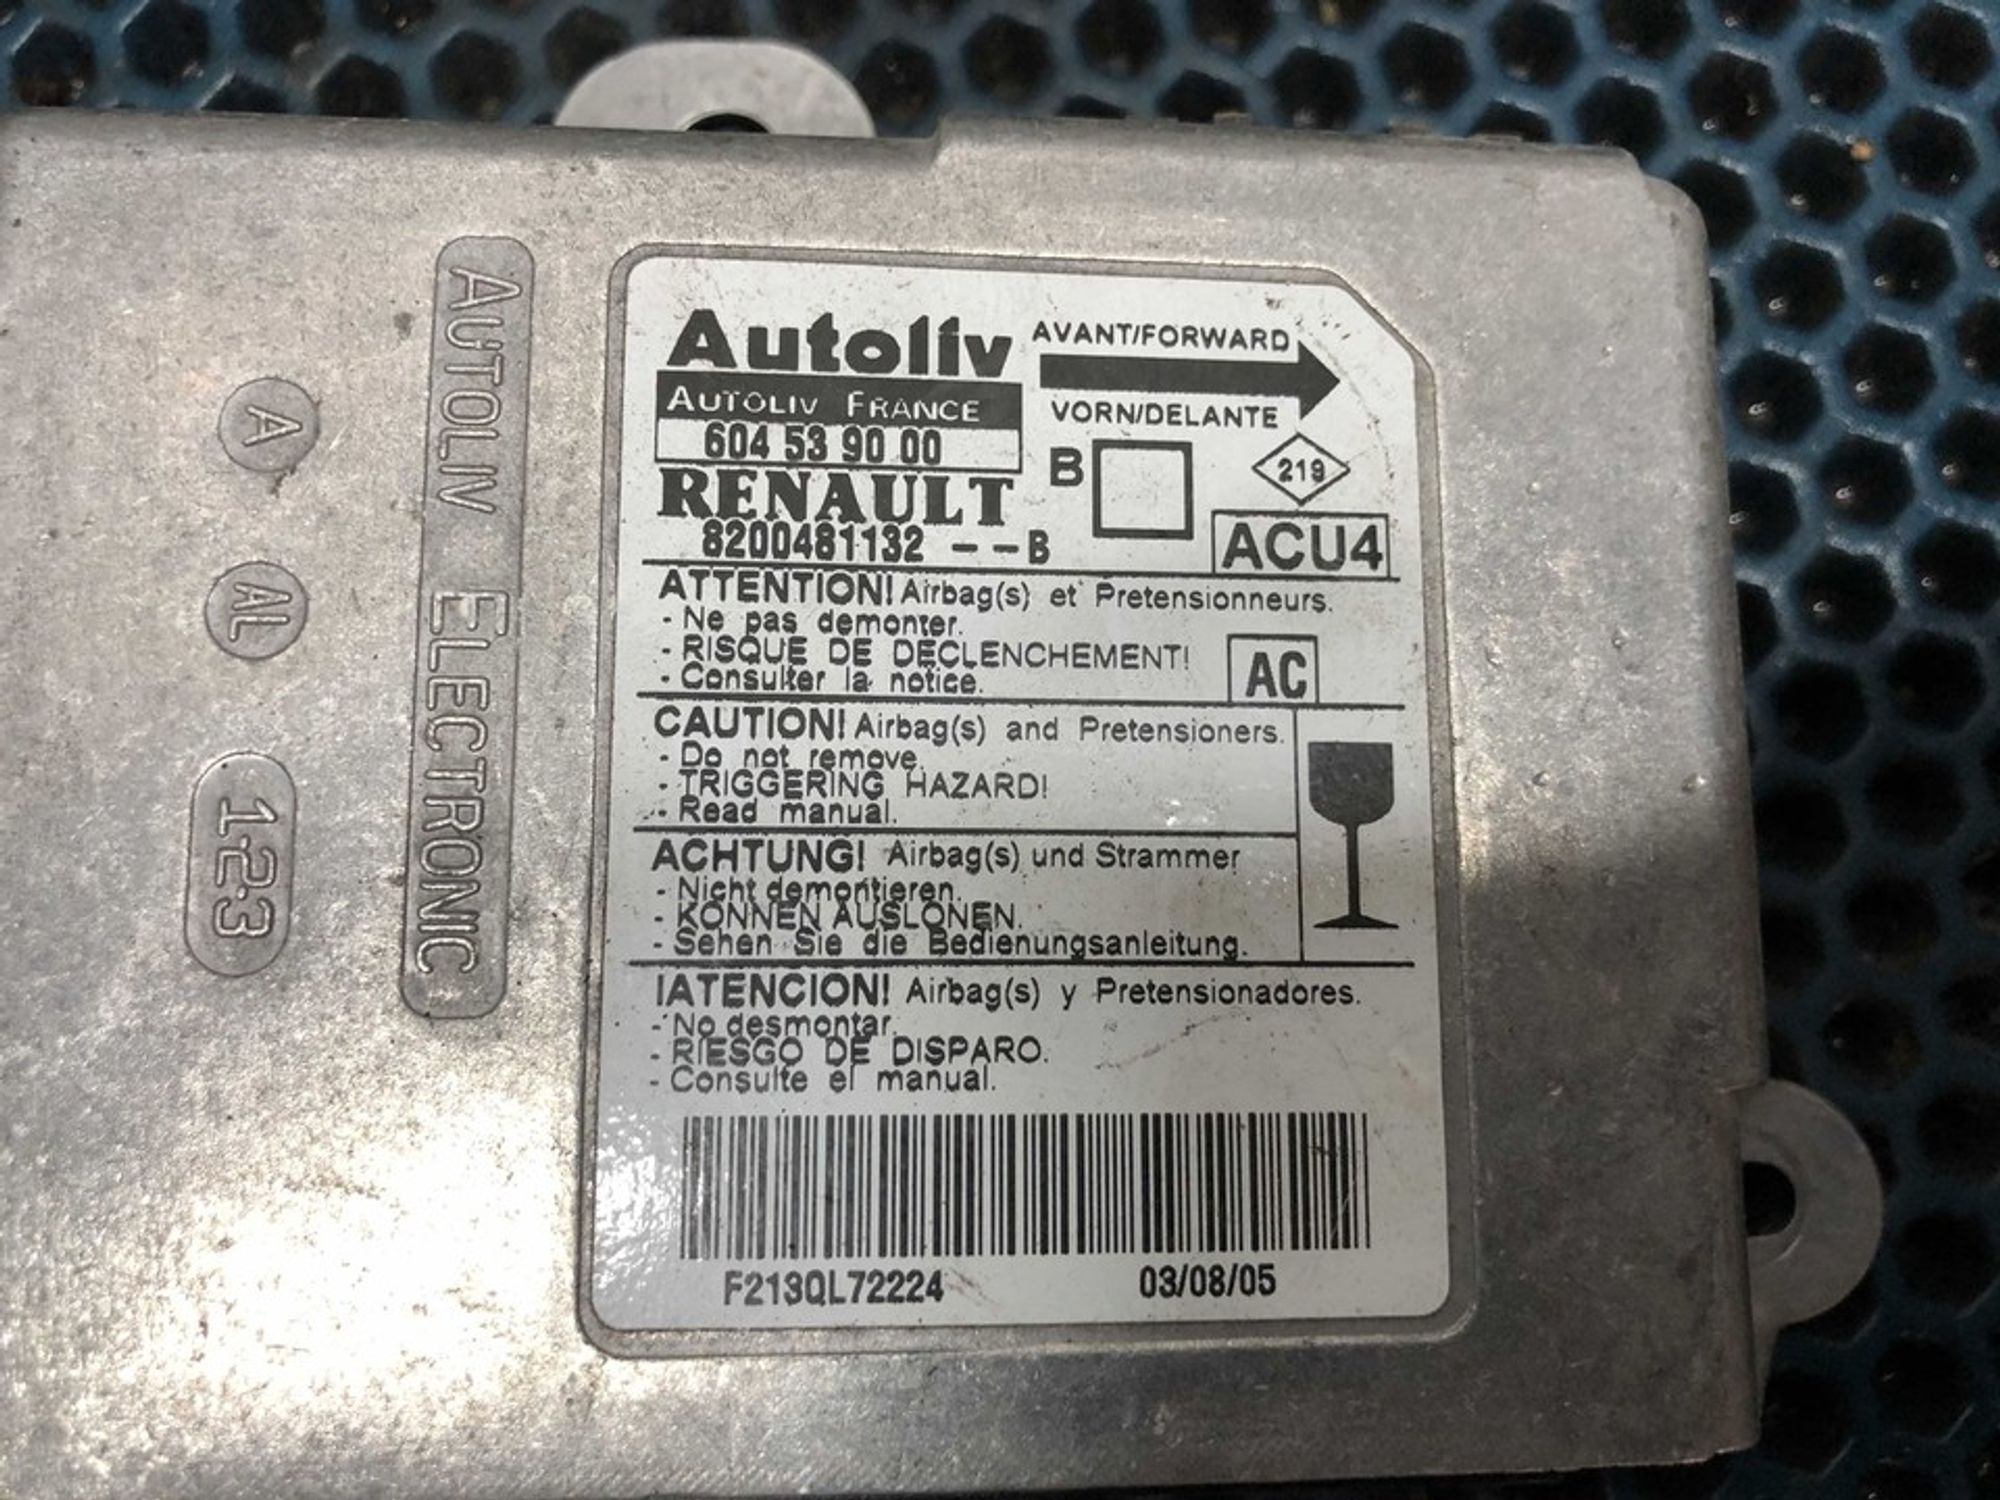 A
AL
1-2-3
AUTOLIV ELECTRONIC
Autoliv
AUTOLIV FRANCE
604 53 90 00
RENAULT
8200481132 --B
AVANT/FORWARD
VORN/DELANTE
B
219
ACU4
ATTENTION! Airbag(s) et Pretensionneurs.
- Ne pas demonter.
- RISQUE DE DECLENCHEMENT!
- Consulter la notice.
AC
CAUTION! Airbag(s) and Pretensioners.
- Do not remove.
- TRIGGERING HAZARD!
- Read manual.
ACHTUNG! Airbag(s) und Strammer
- Nicht demontieren.
- KONNEN AUSLONEN.
- Sehen Sie die Bedienungsanleitung.
!ATENCION! Airbag(s) y Pretensionadores.
- No desmontar.
- RIESGO DE DISPARO.
- Consulte el manual.
F213QL72224 03/08/05